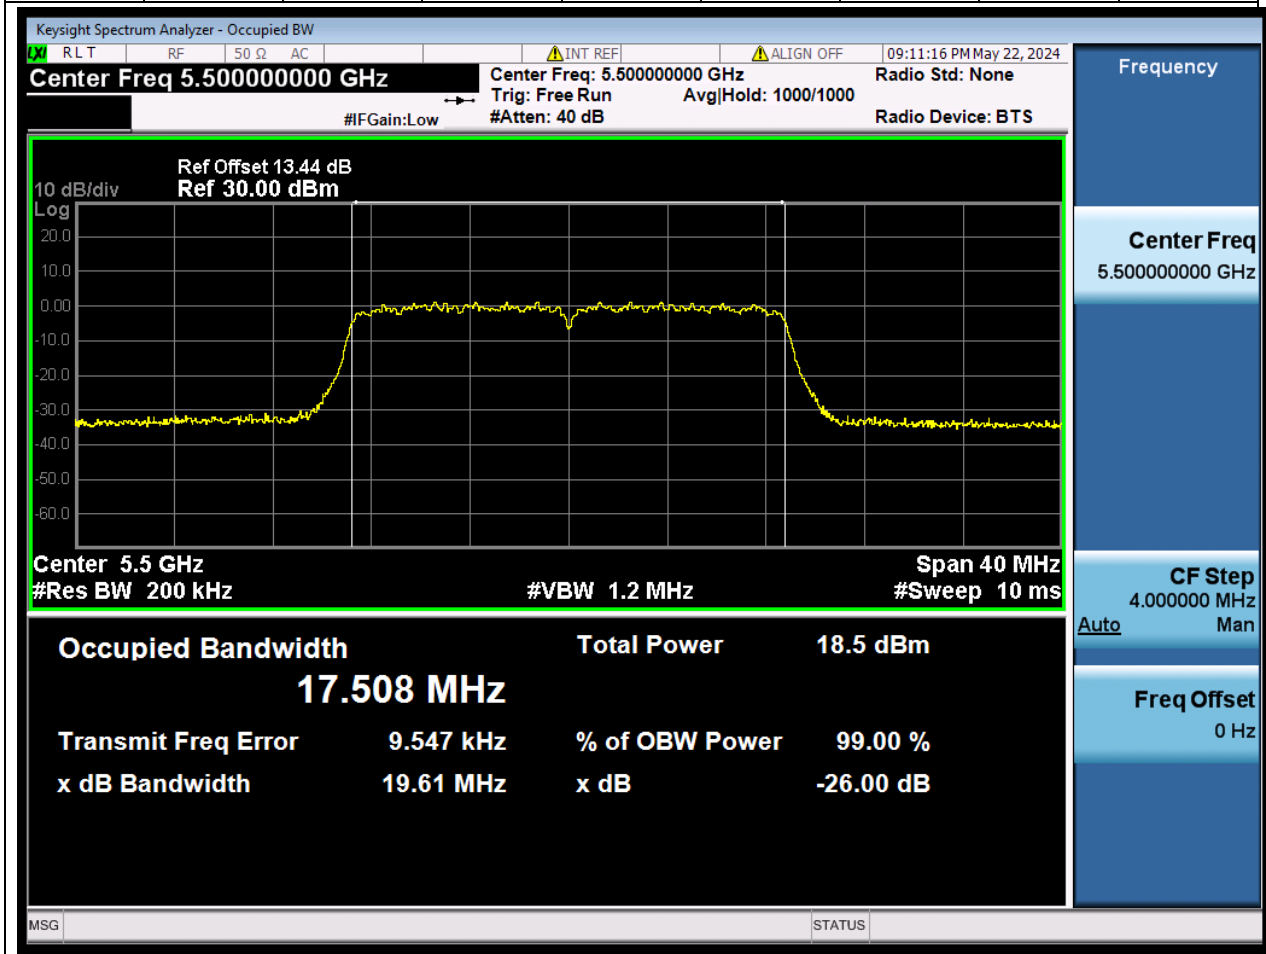 Keysight Spectrum Analyzer - Occupied BW
LXI RLT RF 50 Ω AC INT REF ALIGN OFF 09:11:16 PM May 22, 2024
Center Freq 5.500000000 GHz
Center Freq: 5.500000000 GHz
Radio Std: None
Trig: Free Run Avg|Hold: 1000/1000
#IFGain:Low
#Atten: 40 dB
Radio Device: BTS
Ref Offset 13.44 dB
10 dB/div Ref 30.00 dBm
Log
20.0
10.0
0.00
-10.0
-20.0
-30.0
-40.0
-50.0
-60.0
Center 5.5 GHz Span 40 MHz
#Res BW 200 kHz #VBW 1.2 MHz #Sweep 10 ms
Occupied Bandwidth Total Power 18.5 dBm
17.508 MHz
Transmit Freq Error 9.547 kHz % of OBW Power 99.00 %
x dB Bandwidth 19.61 MHz x dB -26.00 dB
MSG STATUS
Frequency
Center Freq
5.500000000 GHz
CF Step
4.000000 MHz
Auto Man
Freq Offset
0 Hz